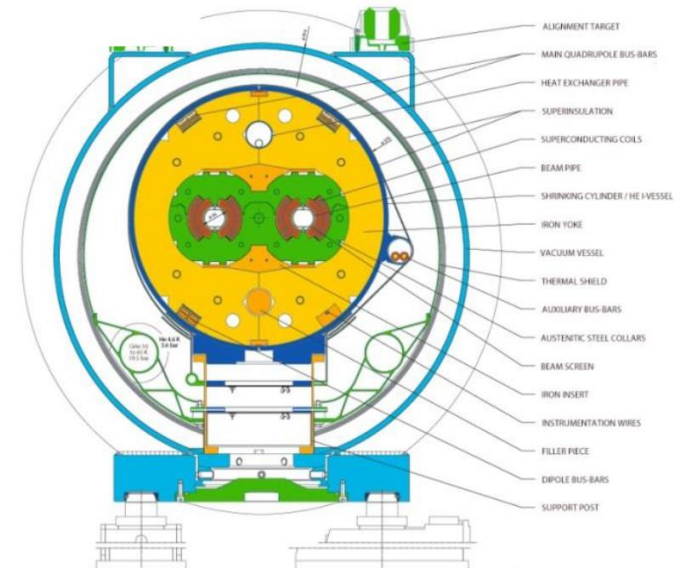 ALIGNMENT TARGET
MAIN QUADRUPOLE BUS-BARS
HEAT EXCHANGER PIPE
SUPERINSULATION
SUPERCONDUCTING COILS
BEAM PIPE
SHRINKING CYLINDER / HE I-VESSEL
IRON YOKE
VACUUM VESSEL
THERMAL SHIELD
AUXILIARY BUS-BARS
AUSTENITIC STEEL COLLARS
BEAM SCREEN
IRON INSERT
INSTRUMENTATION WIRES
FILLER PIECE
DIPOLE BUS-BARS
SUPPORT POST